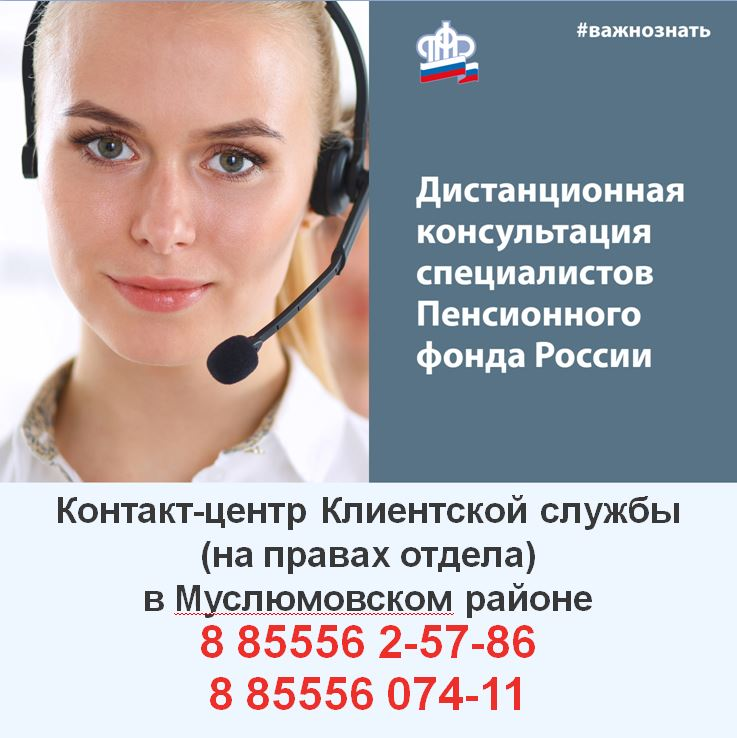 #важнознать
Дистанционная
консультация
специалистов
Пенсионного
фонда России
Контакт-центр Клиентской службы
(на правах отдела)
в Муслюмовском районе
8 85556 2-57-86
8 85556 074-11